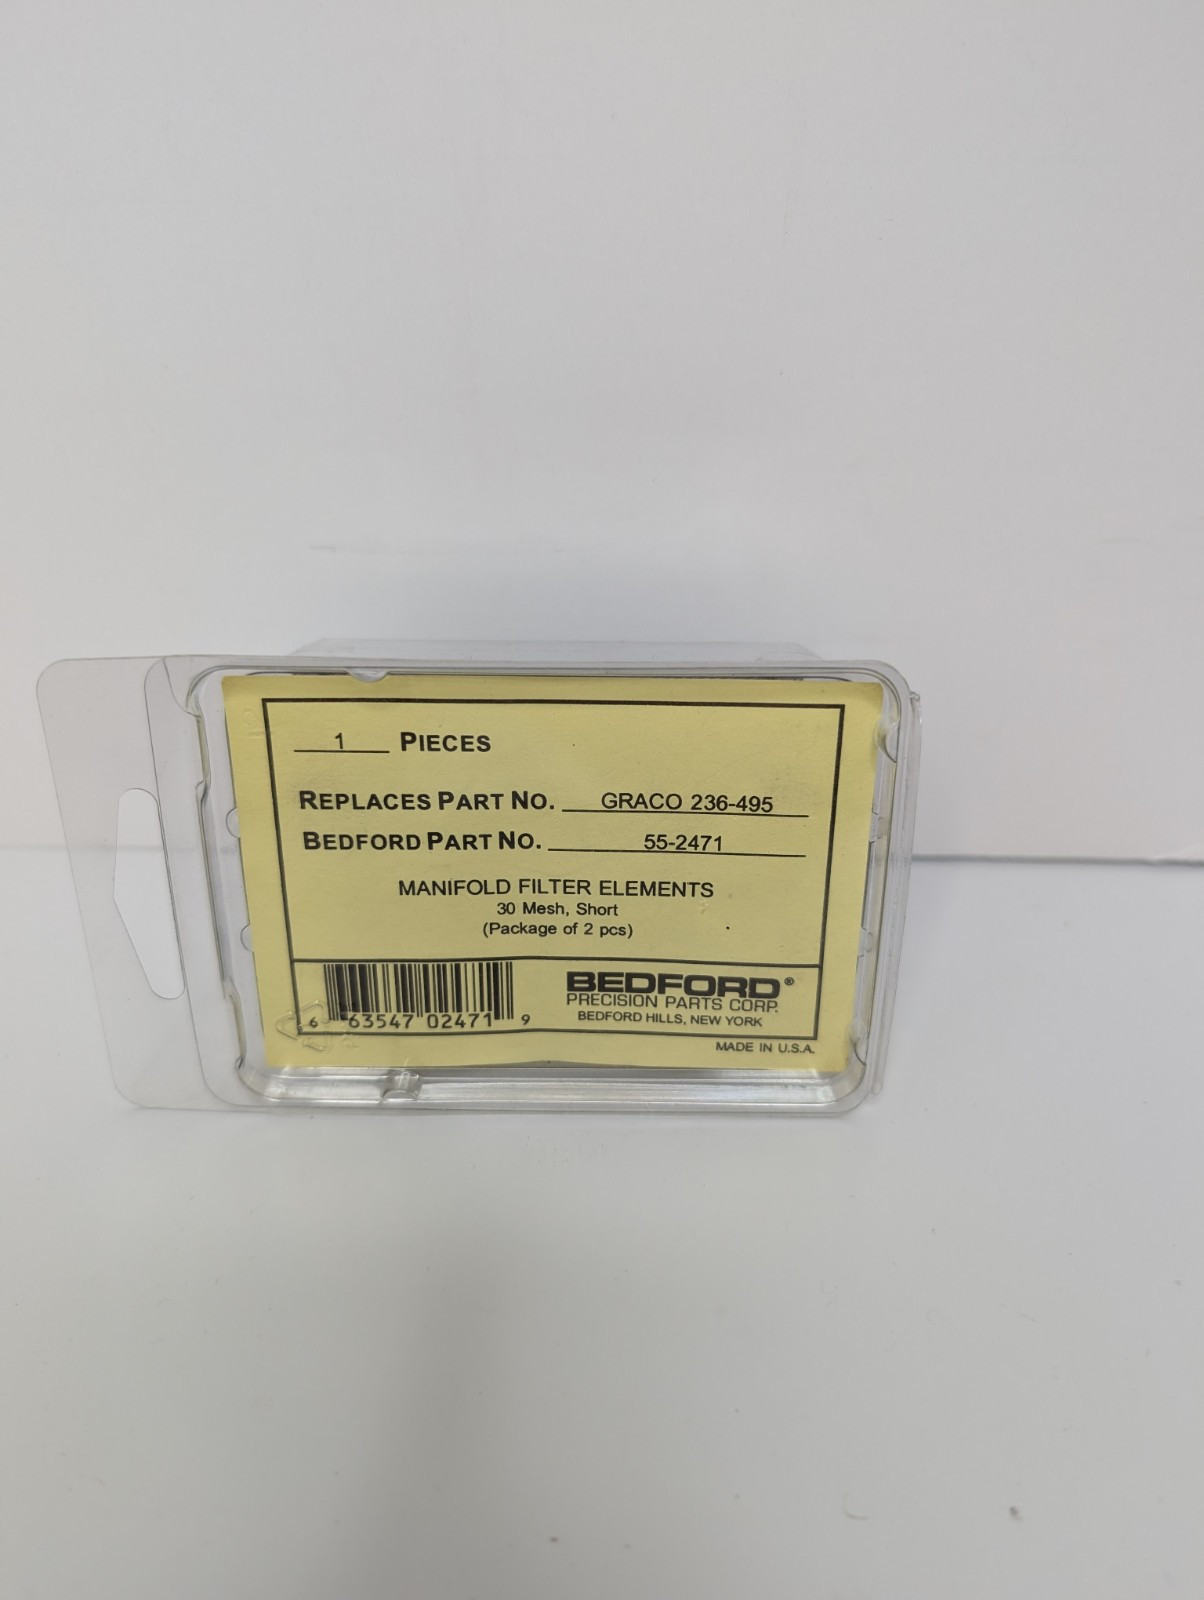 1 PIECES
REPLACES PART NO. GRACO 236-495
BEDFORD PART NO. 55-2471
MANIFOLD FILTER ELEMENTS
30 Mesh, Short
(Package of 2 pcs)
6 63547 02471 9
BEDFORD®
PRECISION PARTS CORP.
BEDFORD HILLS, NEW YORK
MADE IN U.S.A.